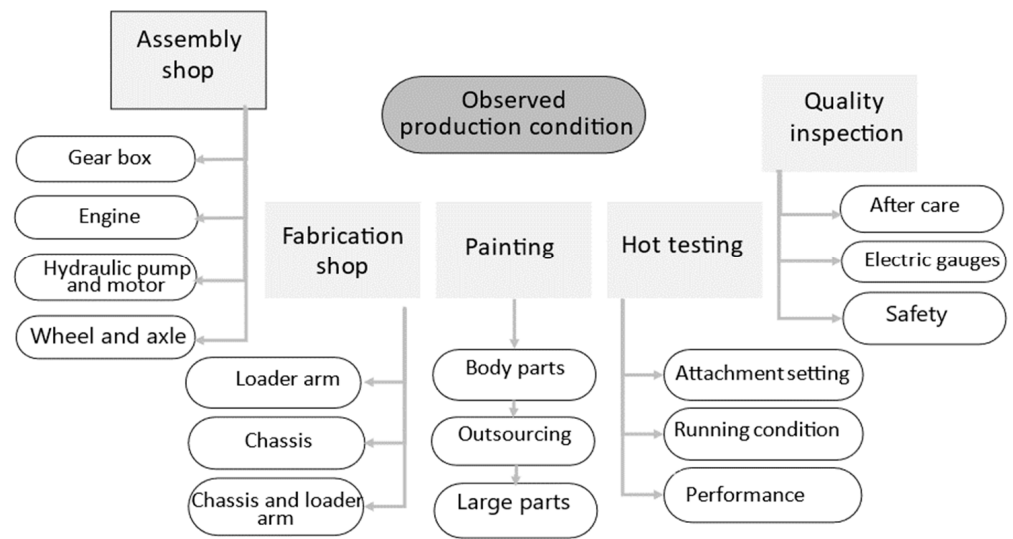 Assembly
shop
Gear box
Engine
Hydraulic pump
and motor
Wheel and axle
Observed
production condition
Fabrication
shop
Loader arm
Chassis
Chassis and loader
arm
Painting
Body parts
Outsourcing
Large parts
Hot testing
Attachment setting
Running condition
Performance
Quality
inspection
After care
Electric gauges
Safety